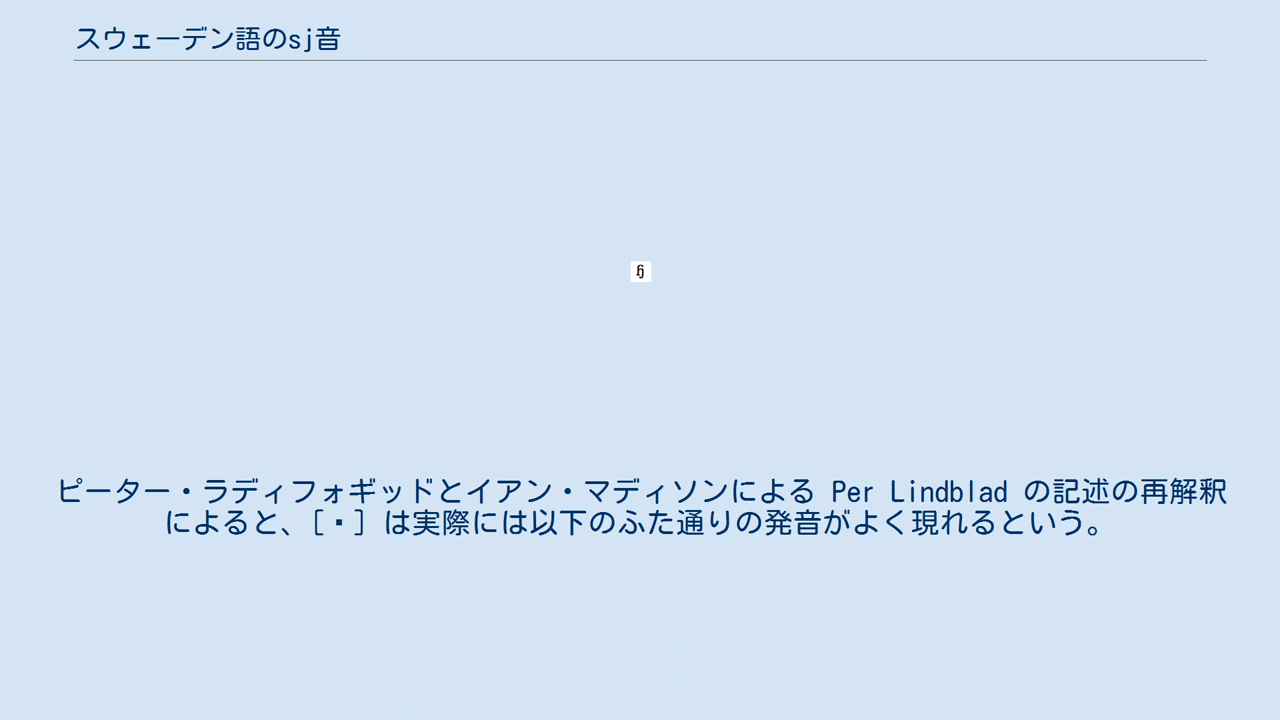 スウェーデン語のsj音
ɧ
ピーター・ラディフォギッドとイアン・マディソンによる Per Lindblad の記述の再解釈
によると、[▪] は実際には以下のふた通りの発音がよく現れるという。